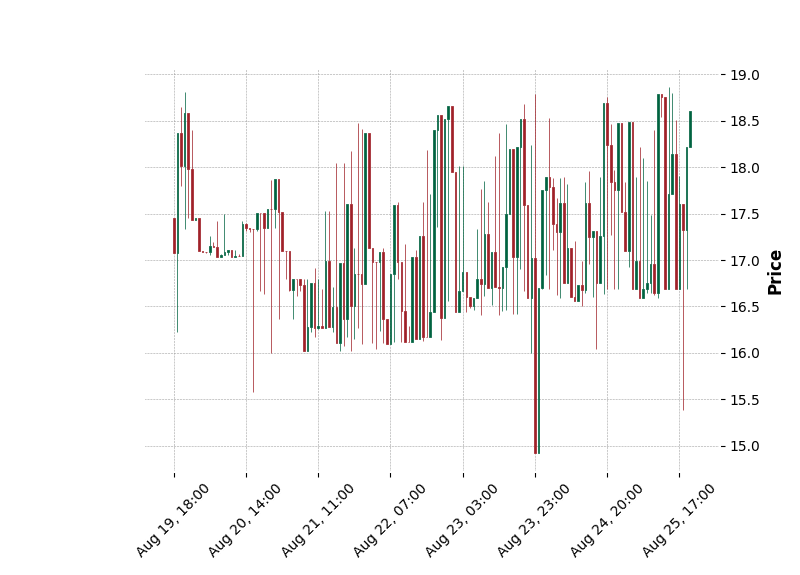 19.0
18.5
18.0
17.5
17.0
16.5
16.0
15.5
15.0
Price
Aug 19, 18:00
Aug 20, 14:00
Aug 21, 11:00
Aug 22, 07:00
Aug 23, 03:00
Aug 23, 23:00
Aug 24, 20:00
Aug 25, 17:00